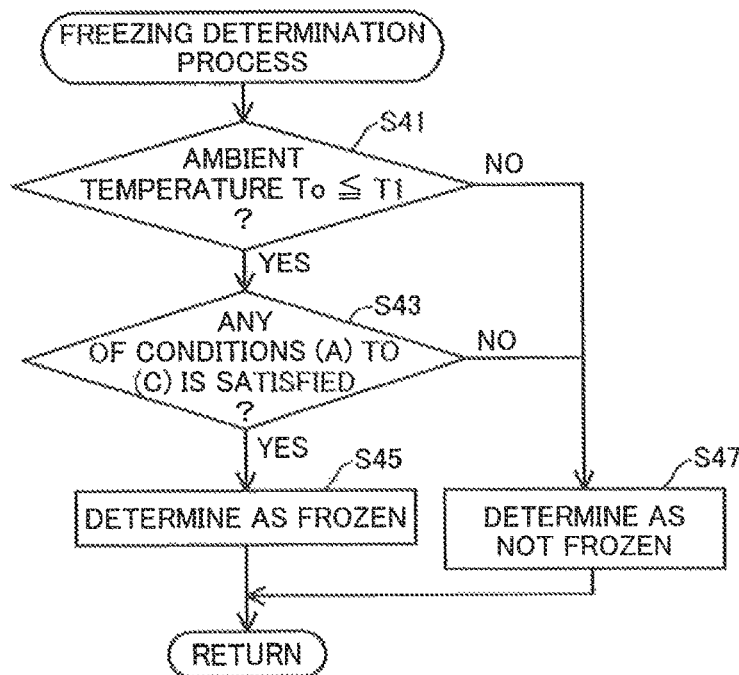 FREEZING DETERMINATION
PROCESS
S41
AMBIENT
TEMPERATURE To ≦ T1
?
NO
YES
S43
ANY
OF CONDITIONS (A) TO
(C) IS SATISFIED
?
NO
YES
S45
DETERMINE AS FROZEN
S47
DETERMINE AS
NOT FROZEN
RETURN